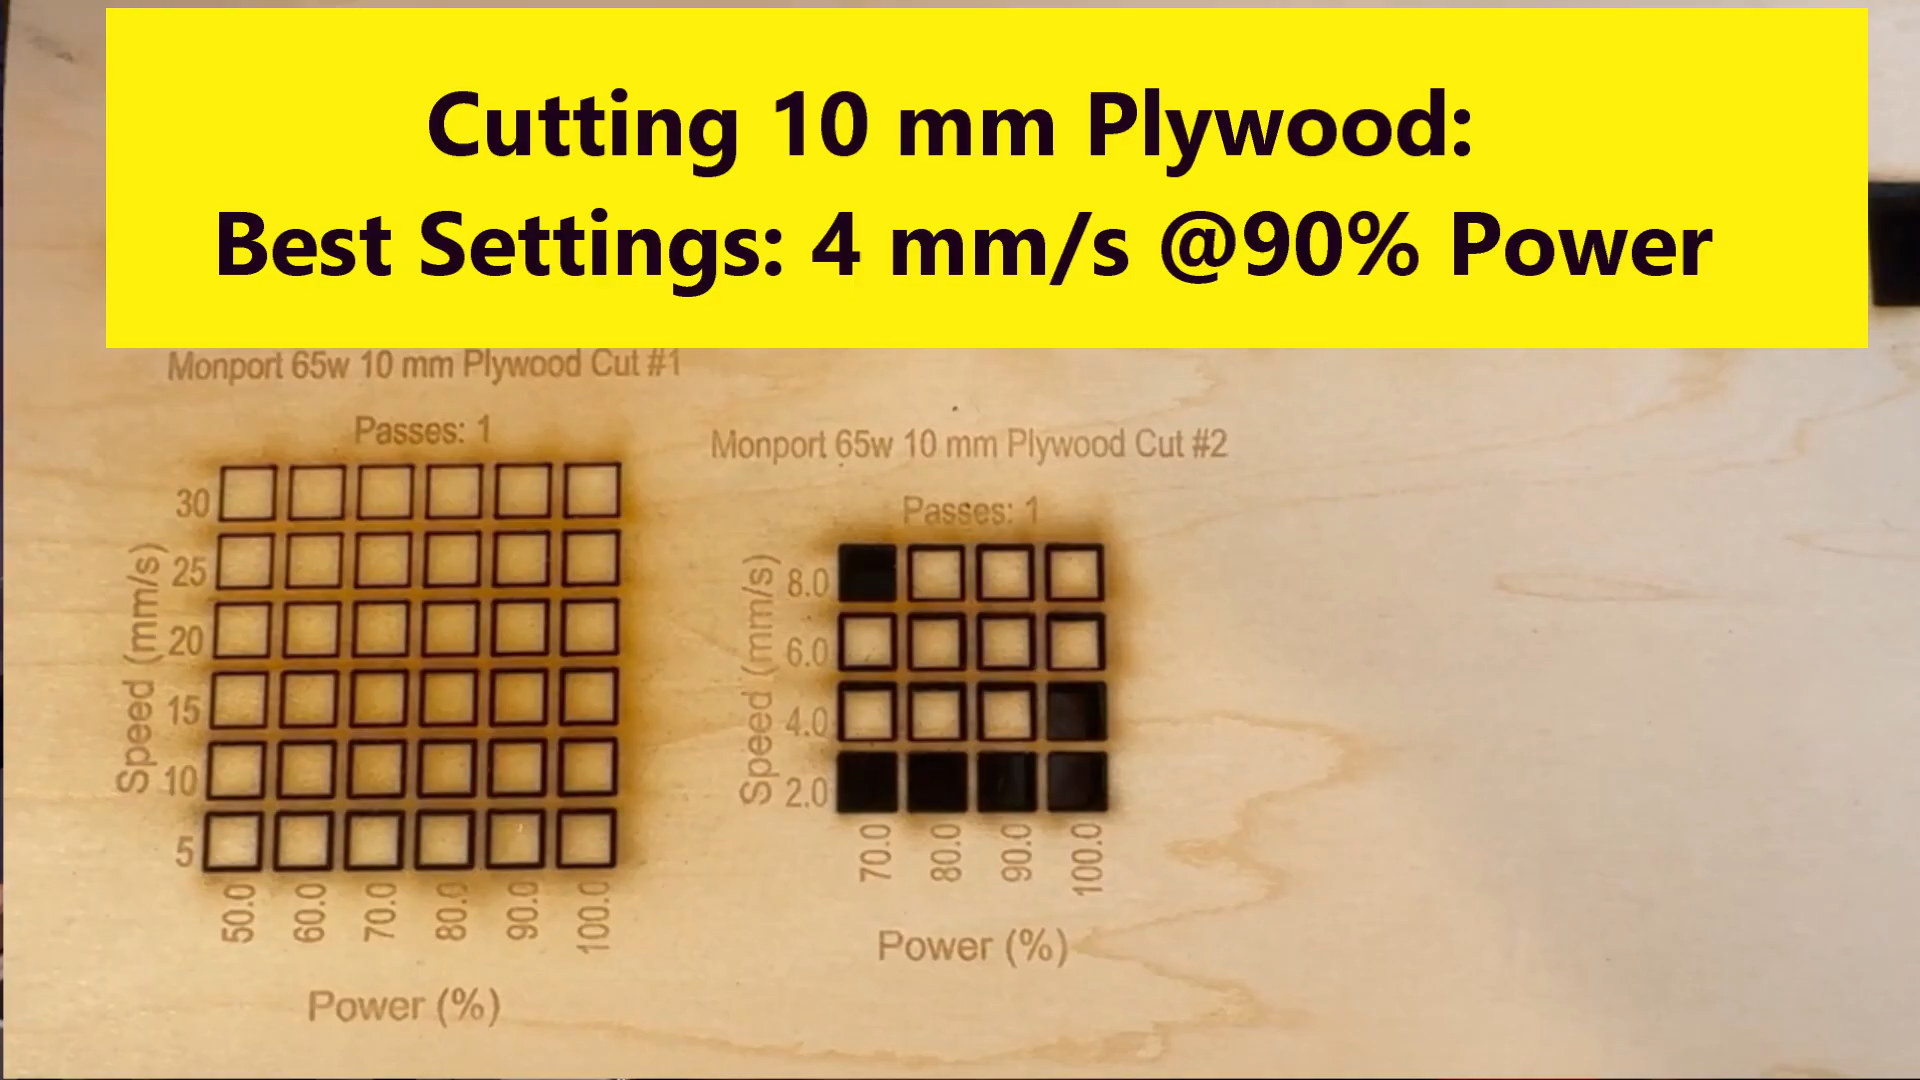 Cutting 10 mm Plywood:
Best Settings: 4 mm/s @90% Power
Monport 65w 10 mm Plywood Cut #1
Passes: 1
Speed (mm/s)
30
25
20
15
10
5
50.0 60.0 70.0 80.0 90.0 100.0
Power (%)
Monport 65w 10 mm Plywood Cut #2
Passes: 1
Speed (mm/s)
8.0
6.0
4.0
2.0
70.0 80.0 90.0 100.0
Power (%)